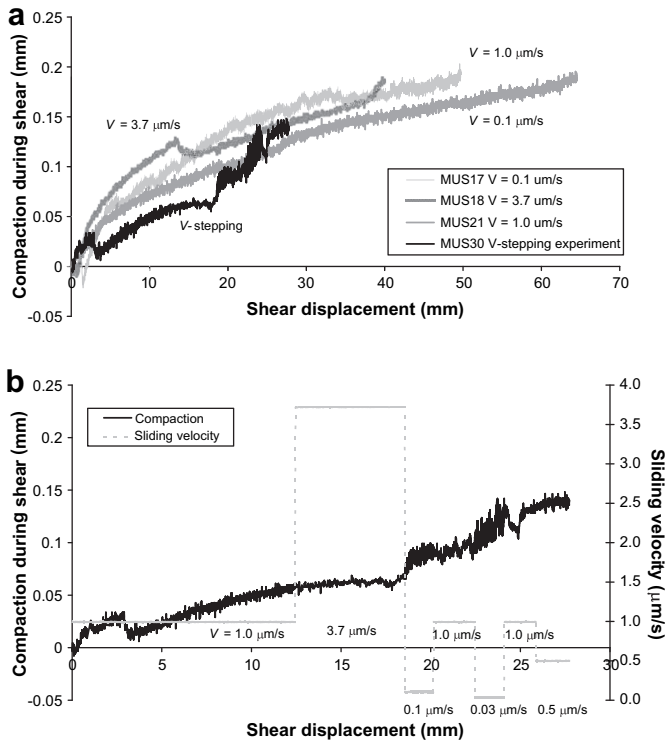 a
0.25
0.2
0.15
0.1
0.05
0
-0.05
Compaction during shear (mm)
V = 1.0 μm/s
V = 3.7 μm/s
V = 0.1 μm/s
V-stepping
MUS17 V = 0.1 um/s
MUS18 V = 3.7 um/s
MUS21 V = 1.0 um/s
MUS30 V-stepping experiment
0 10 20 30 40 50 60 70
Shear displacement (mm)
b
0.25
0.2
0.15
0.1
0.05
0
-0.05
Compaction during shear (mm)
Compaction
Sliding velocity
4.0
3.5
3.0
2.5
2.0
1.5
1.0
0.5
0.0
Sliding velocity (μm/s)
V = 1.0 μm/s 3.7 μm/s 1.0 μm/s 1.0 μm/s
0 5 10 15 20 25 30
0.1 μm/s 0.03 μm/s 0.5 μm/s
Shear displacement (mm)